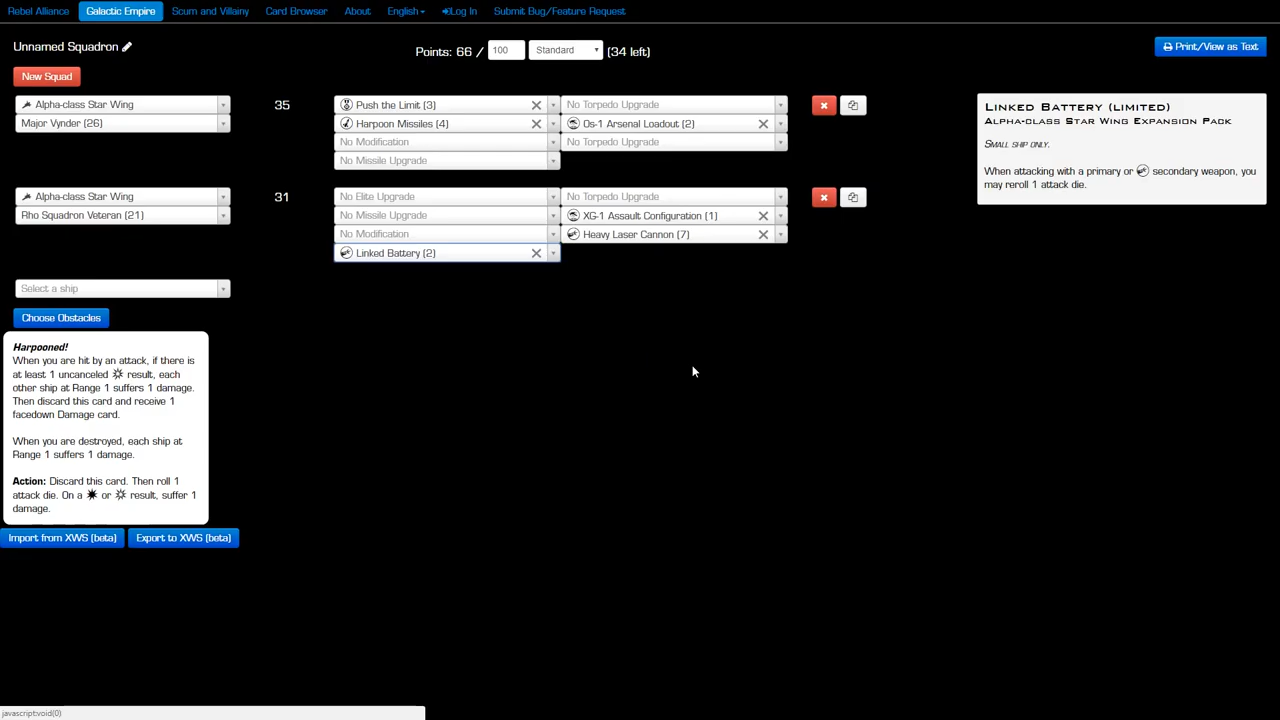 Rebel Alliance Galactic Empire Scum and Villainy Card Browser About English Log In Submit Bug/Feature Request
Unnamed Squadron Points: 66 / 100 Standard (34 left) Print/View as Text
New Squad
Alpha-class Star Wing 35 Push the Limit (3) No Torpedo Upgrade
Major Vynder (26) Harpoon Missiles (4) Os-1 Arsenal Loadout (2)
No Modification No Torpedo Upgrade
No Missile Upgrade
Alpha-class Star Wing 31 No Elite Upgrade No Torpedo Upgrade
Rho Squadron Veteran (21) No Missile Upgrade XG-1 Assault Configuration (1)
No Modification Heavy Laser Cannon (7)
Linked Battery (2)
Select a ship
Choose Obstacles
Linked Battery (Limited)
Alpha-class Star Wing Expansion Pack
Small ship only.
When attacking with a primary or secondary weapon, you
may reroll 1 attack die.
Harpooned!
When you are hit by an attack, if there is
at least 1 uncanceled result, each
other ship at Range 1 suffers 1 damage.
Then discard this card and receive 1
facedown Damage card.
When you are destroyed, each ship at
Range 1 suffers 1 damage.
Action: Discard this card. Then roll 1
attack die. On a or result, suffer 1
damage.
Import from XWS (beta) Export to XWS (beta)
javascript:void(0)